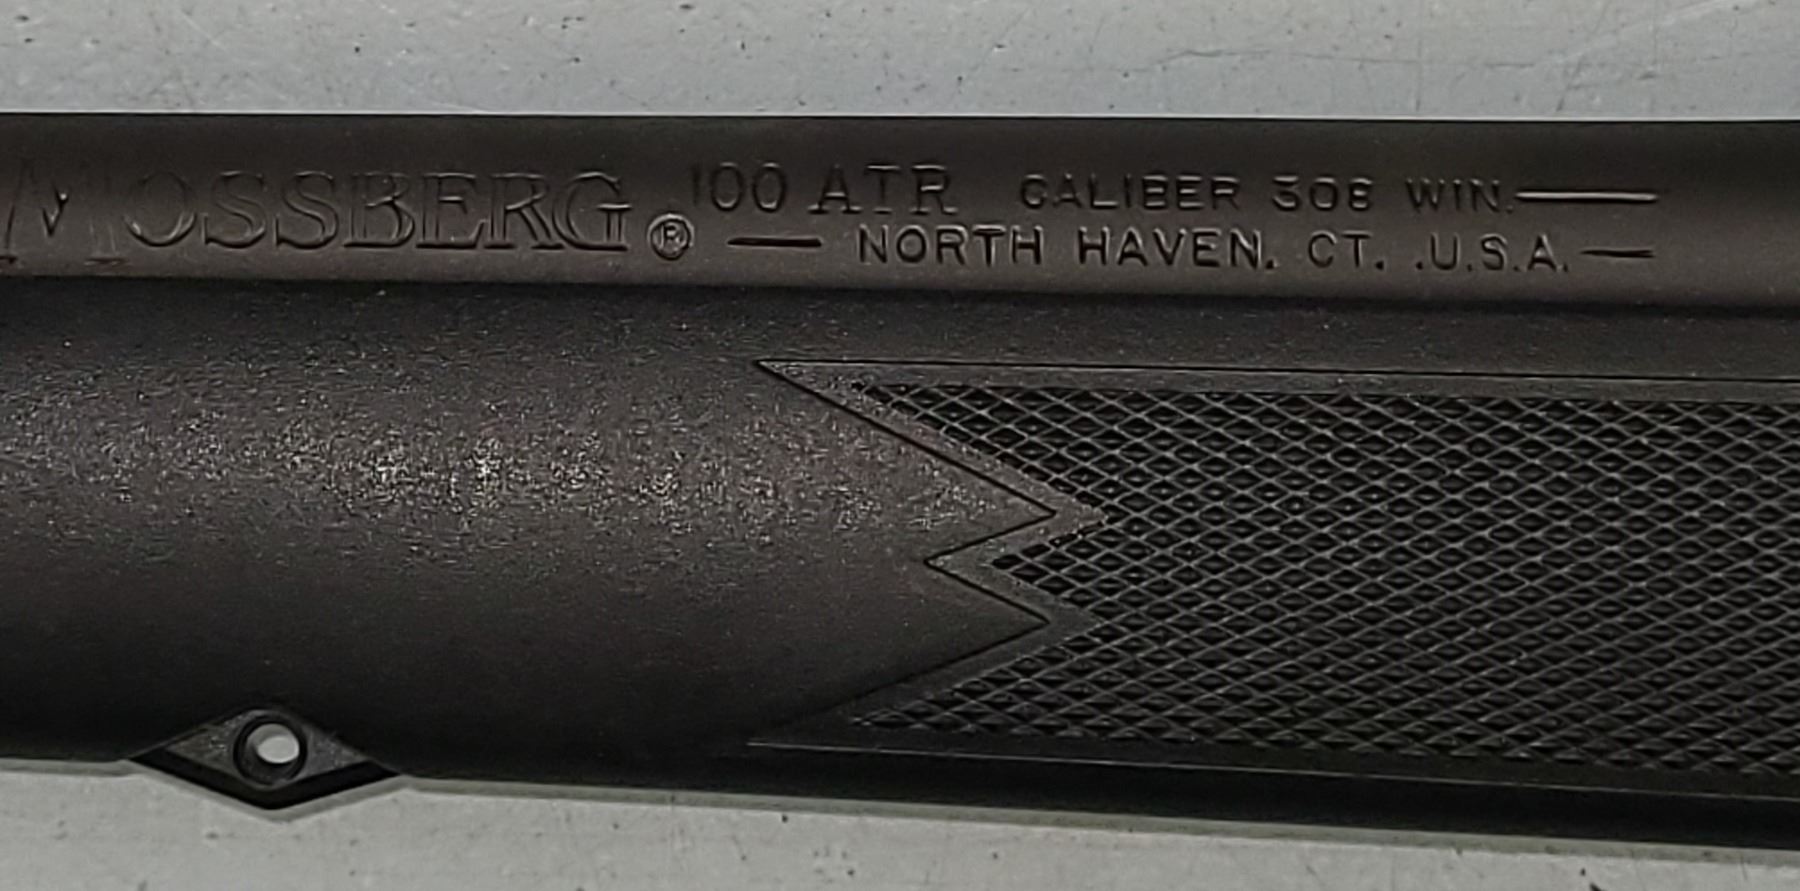 MOSSBERG® 100 ATR CALIBER 308 WIN.
NORTH HAVEN, CT. .U.S.A.